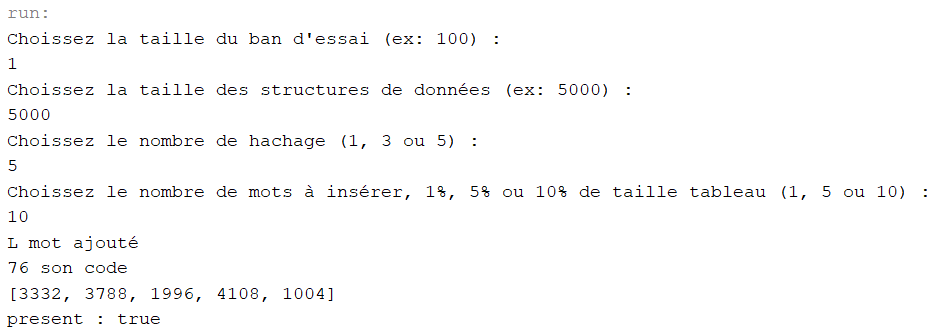 run:
Choissez la taille du ban d'essai (ex: 100) :
1
Choissez la taille des structures de données (ex: 5000) :
5000
Choissez le nombre de hachage (1, 3 ou 5) :
5
Choissez le nombre de mots à insérer, 1%, 5% ou 10% de taille tableau (1, 5 ou 10) :
10
L mot ajouté
76 son code
[3332, 3788, 1996, 4108, 1004]
present : true